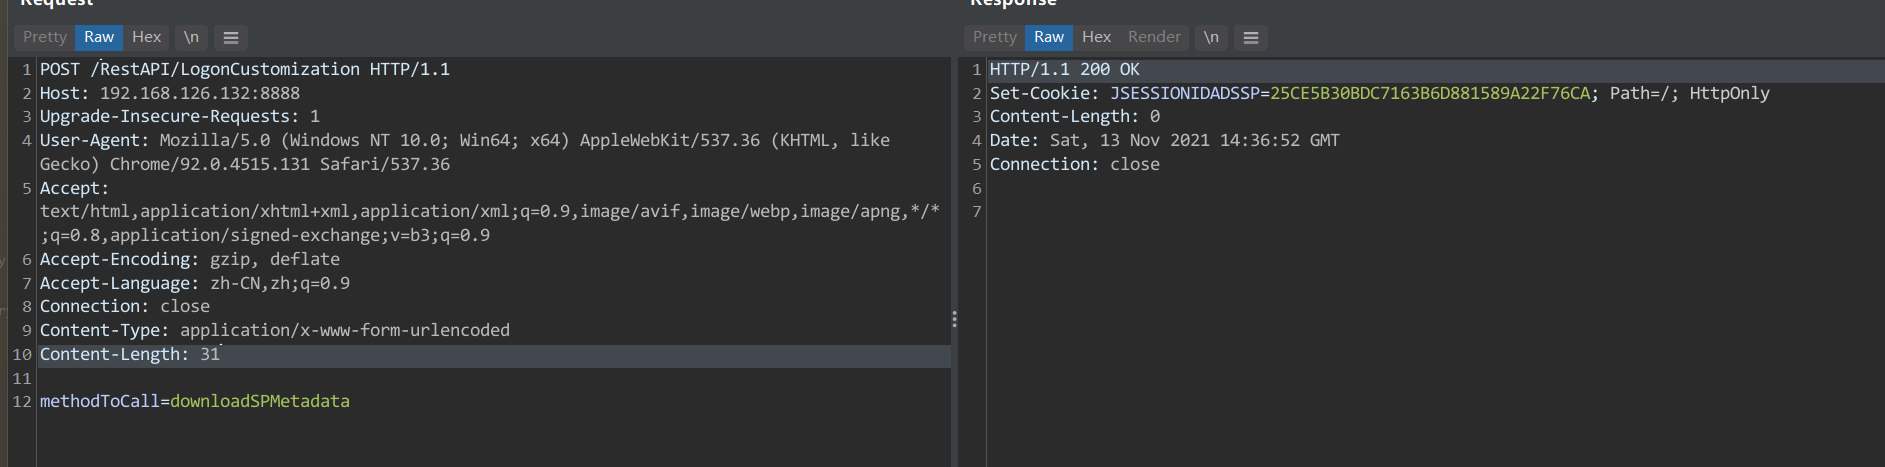 Request
Pretty Raw Hex \n
1 POST /RestAPI/LogonCustomization HTTP/1.1
2 Host: 192.168.126.132:8888
3 Upgrade-Insecure-Requests: 1
4 User-Agent: Mozilla/5.0 (Windows NT 10.0; Win64; x64) AppleWebKit/537.36 (KHTML, like
Gecko) Chrome/92.0.4515.131 Safari/537.36
5 Accept:
text/html,application/xhtml+xml,application/xml;q=0.9,image/avif,image/webp,image/apng,*/*
;q=0.8,application/signed-exchange;v=b3;q=0.9
6 Accept-Encoding: gzip, deflate
7 Accept-Language: zh-CN,zh;q=0.9
8 Connection: close
9 Content-Type: application/x-www-form-urlencoded
10 Content-Length: 31
11
12 methodToCall=downloadSPMetadata
Response
Pretty Raw Hex Render \n
1 HTTP/1.1 200 OK
2 Set-Cookie: JSESSIONIDADSSP=25CE5B30BDC7163B6D881589A22F76CA; Path=/; HttpOnly
3 Content-Length: 0
4 Date: Sat, 13 Nov 2021 14:36:52 GMT
5 Connection: close
6
7